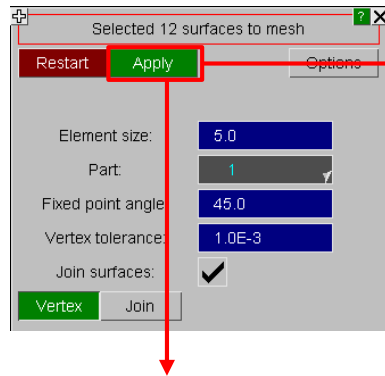 Selected 12 surfaces to mesh ? X
Restart Apply Options
Element size: 5.0
Part: 1
Fixed point angle 45.0
Vertex tolerance: 1.0E-3
Join surfaces:
Vertex Join